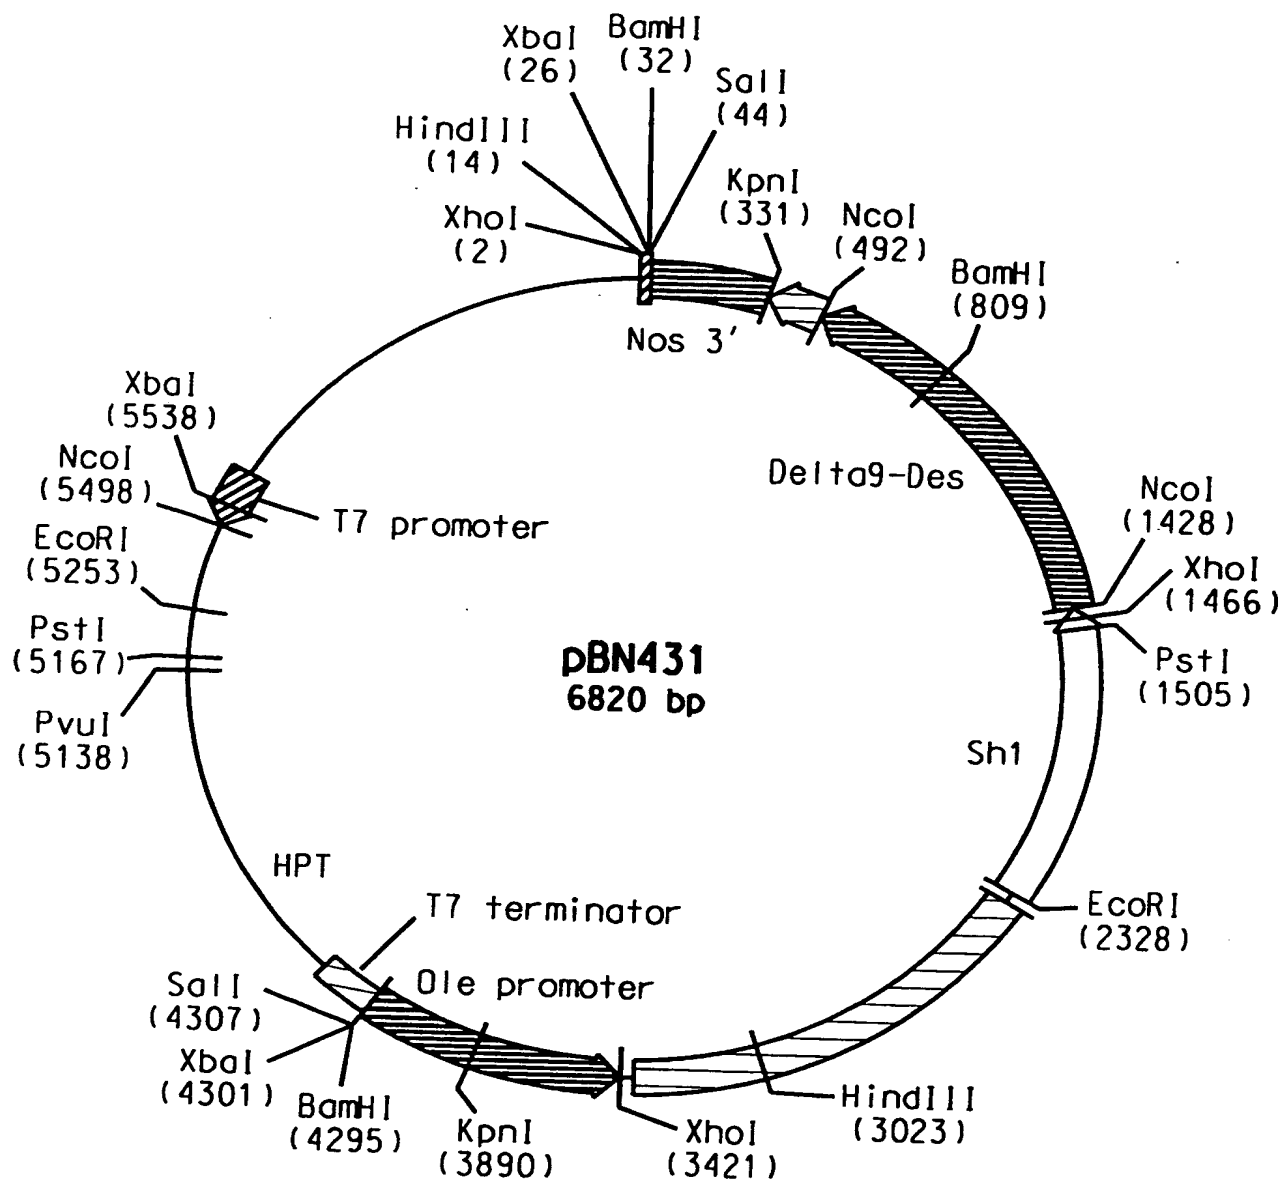 XbaI
(26)
BamHI
(32)
SalI
(44)
HindIII
(14)
XhoI
(2)
KpnI
(331)
NcoI
(492)
BamHI
(809)
Nos 3′
Delta9-Des
XbaI
(5538)
NcoI
(5498)
T7 promoter
EcoRI
(5253)
PstI
(5167)
PvuI
(5138)
NcoI
(1428)
XhoI
(1466)
PstI
(1505)
pBN431
6820 bp
Sh1
HPT
T7 terminator
EcoRI
(2328)
Ole promoter
SalI
(4307)
XbaI
(4301)
BamHI
(4295)
KpnI
(3890)
XhoI
(3421)
HindIII
(3023)